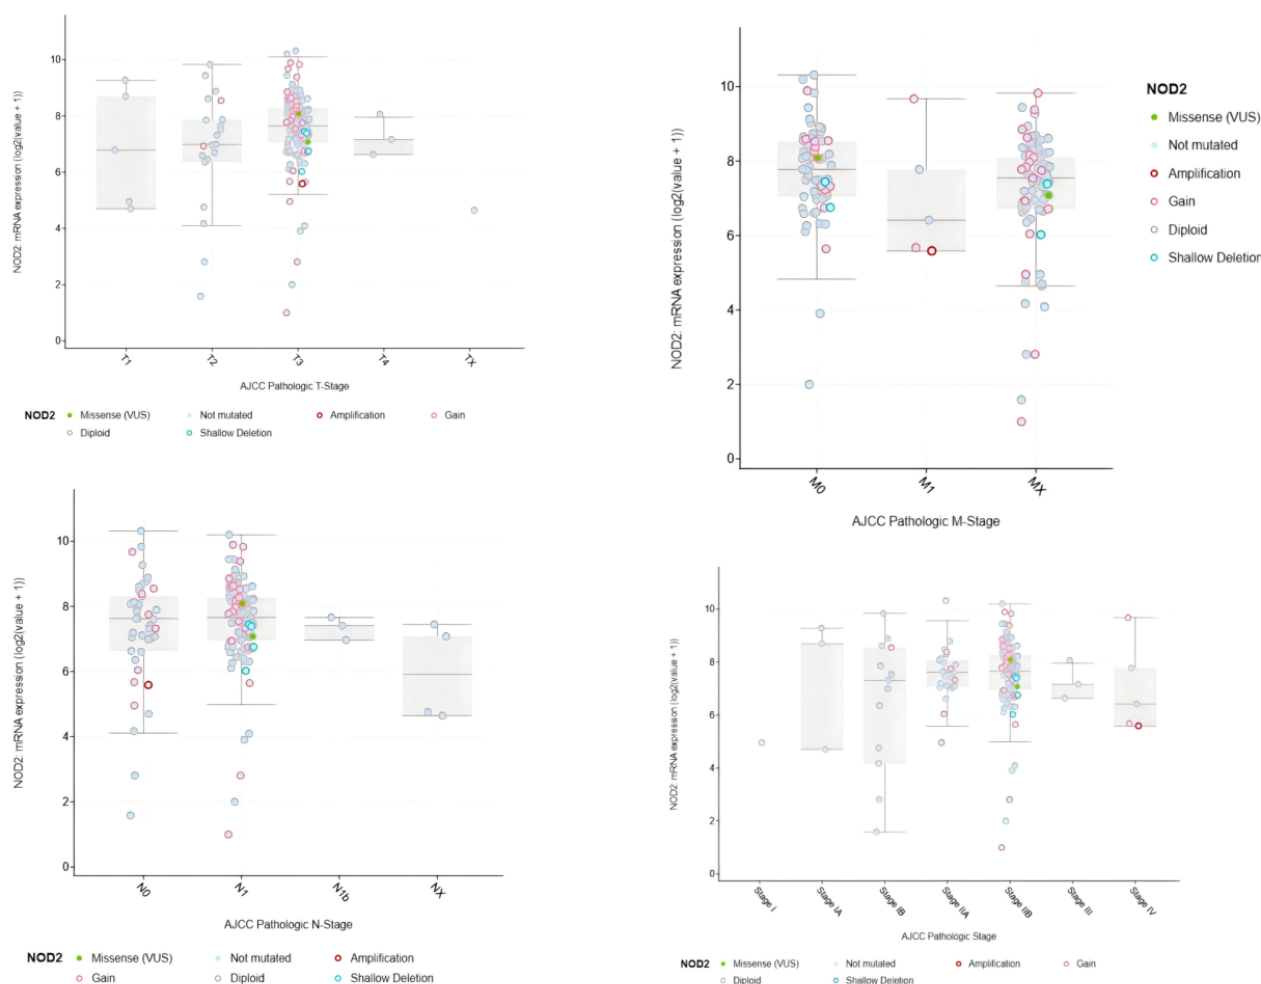 NOD2: mRNA expression (log2(value + 1))
10
8
6
4
2
0
T1
T2
T3
T4
TX
AJCC Pathologic T-Stage
NOD2 Missense (VUS) Not mutated Amplification Gain
Diploid Shallow Deletion
NOD2: mRNA expression (log2(value + 1))
10
8
6
4
2
0
M0
M1
MX
AJCC Pathologic M-Stage
NOD2
Missense (VUS)
Not mutated
Amplification
Gain
Diploid
Shallow Deletion
NOD2: mRNA expression (log2(value + 1))
10
8
6
4
2
0
N0
N1
N1b
NX
AJCC Pathologic N-Stage
NOD2 Missense (VUS) Not mutated Amplification
Gain Diploid Shallow Deletion
NOD2: mRNA expression (log2(value + 1))
10
8
6
4
2
0
Stage I
Stage IA
Stage IB
Stage IIA
Stage IIB
Stage III
Stage IV
AJCC Pathologic Stage
NOD2 Missense (VUS) Not mutated Amplification Gain
Diploid Shallow Deletion